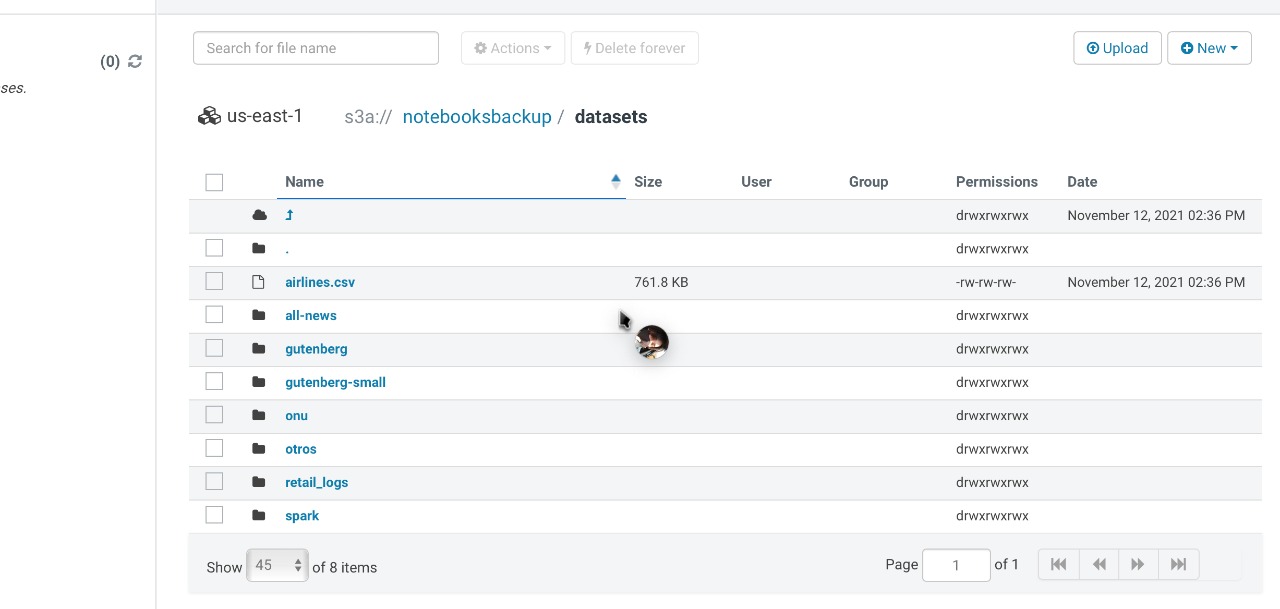 (0)
ses.
Search for file name
Actions
Delete forever
Upload
New
us-east-1 s3a:// notebooksbackup / datasets
Name Size User Group Permissions Date
drwxrwxrwx November 12, 2021 02:36 PM
. drwxrwxrwx
airlines.csv 761.8 KB -rw-rw-rw- November 12, 2021 02:36 PM
all-news drwxrwxrwx
gutenberg drwxrwxrwx
gutenberg-small drwxrwxrwx
onu drwxrwxrwx
otros drwxrwxrwx
retail_logs drwxrwxrwx
spark drwxrwxrwx
Show 45 of 8 items Page 1 of 1